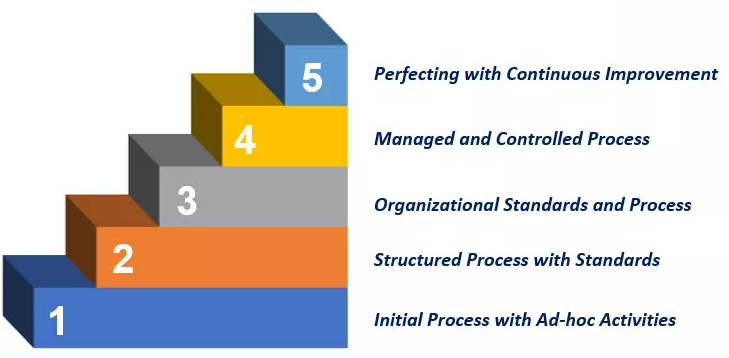 5 Perfecting with Continuous Improvement
4 Managed and Controlled Process
3 Organizational Standards and Process
2 Structured Process with Standards
1 Initial Process with Ad-hoc Activities